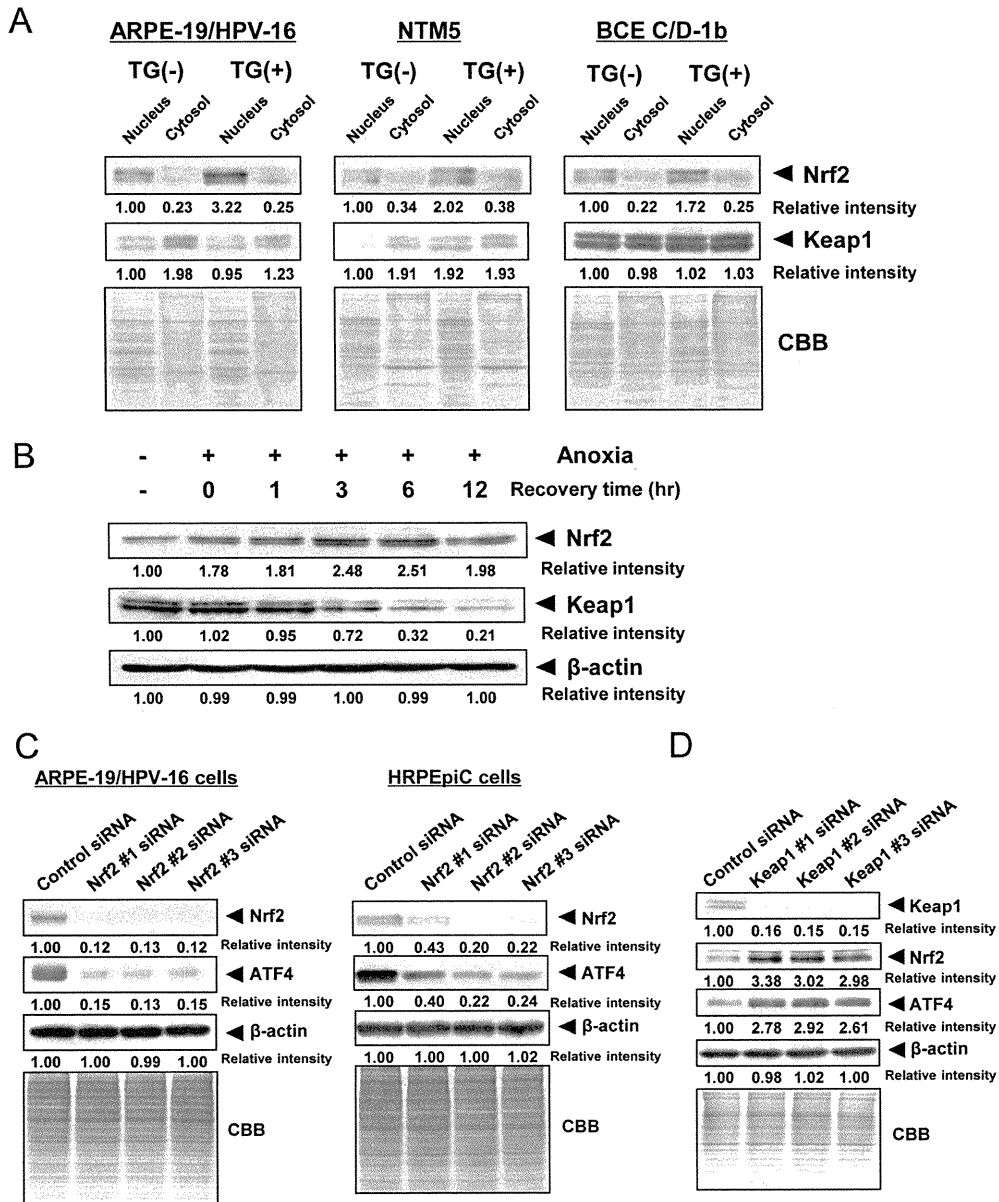 A
ARPE-19/HPV-16 NTM5 BCE C/D-1b
TG(-) TG(+) TG(-) TG(+) TG(-) TG(+)
Nucleus Cytosol Nucleus Cytosol Nucleus Cytosol Nucleus Cytosol Nucleus Cytosol Nucleus Cytosol
Nrf2
1.00 0.23 3.22 0.25 1.00 0.34 2.02 0.38 1.00 0.22 1.72 0.25 Relative intensity
Keap1
1.00 1.98 0.95 1.23 1.00 1.91 1.92 1.93 1.00 0.98 1.02 1.03 Relative intensity
CBB
B
- + + + + + Anoxia
- 0 1 3 6 12 Recovery time (hr)
Nrf2
1.00 1.78 1.81 2.48 2.51 1.98 Relative intensity
Keap1
1.00 1.02 0.95 0.72 0.32 0.21 Relative intensity
β-actin
1.00 0.99 0.99 1.00 0.99 1.00 Relative intensity
C
ARPE-19/HPV-16 cells
Control siRNA Nrf2 #1 siRNA Nrf2 #2 siRNA Nrf2 #3 siRNA
Nrf2
1.00 0.12 0.13 0.12 Relative intensity
ATF4
1.00 0.15 0.13 0.15 Relative intensity
β-actin
1.00 1.00 0.99 1.00 Relative intensity
CBB
HRPEpiC cells
Control siRNA Nrf2 #1 siRNA Nrf2 #2 siRNA Nrf2 #3 siRNA
Nrf2
1.00 0.43 0.20 0.22 Relative intensity
ATF4
1.00 0.40 0.22 0.24 Relative intensity
β-actin
1.00 1.00 1.00 1.02 Relative intensity
CBB
D
Control siRNA Keap1 #1 siRNA Keap1 #2 siRNA Keap1 #3 siRNA
Keap1
1.00 0.16 0.15 0.15 Relative intensity
Nrf2
1.00 3.38 3.02 2.98 Relative intensity
ATF4
1.00 2.78 2.92 2.61 Relative intensity
β-actin
1.00 0.98 1.02 1.00 Relative intensity
CBB